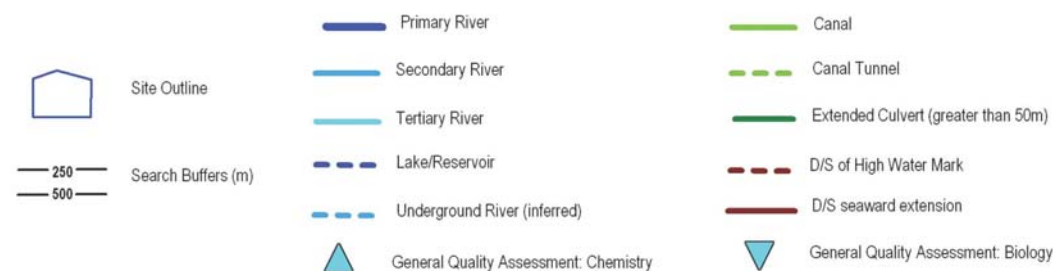 Site Outline
250
500
Search Buffers (m)
Primary River
Secondary River
Tertiary River
Lake/Reservoir
Underground River (inferred)
General Quality Assessment: Chemistry
Canal
Canal Tunnel
Extended Culvert (greater than 50m)
D/S of High Water Mark
D/S seaward extension
General Quality Assessment: Biology